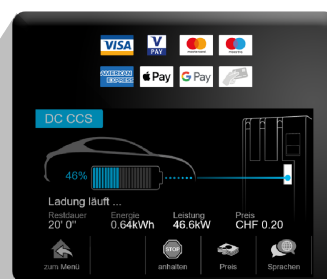 VISA V PAY
AMERICAN EXPRESS Pay G Pay
DC CCS
46%
Ladung läuft ...
Restdauer Energie Leistung Preis
20' 0" 0.64kWh 46.6kW CHF 0.20
STOP
zum Menü anhalten Preis Sprachen